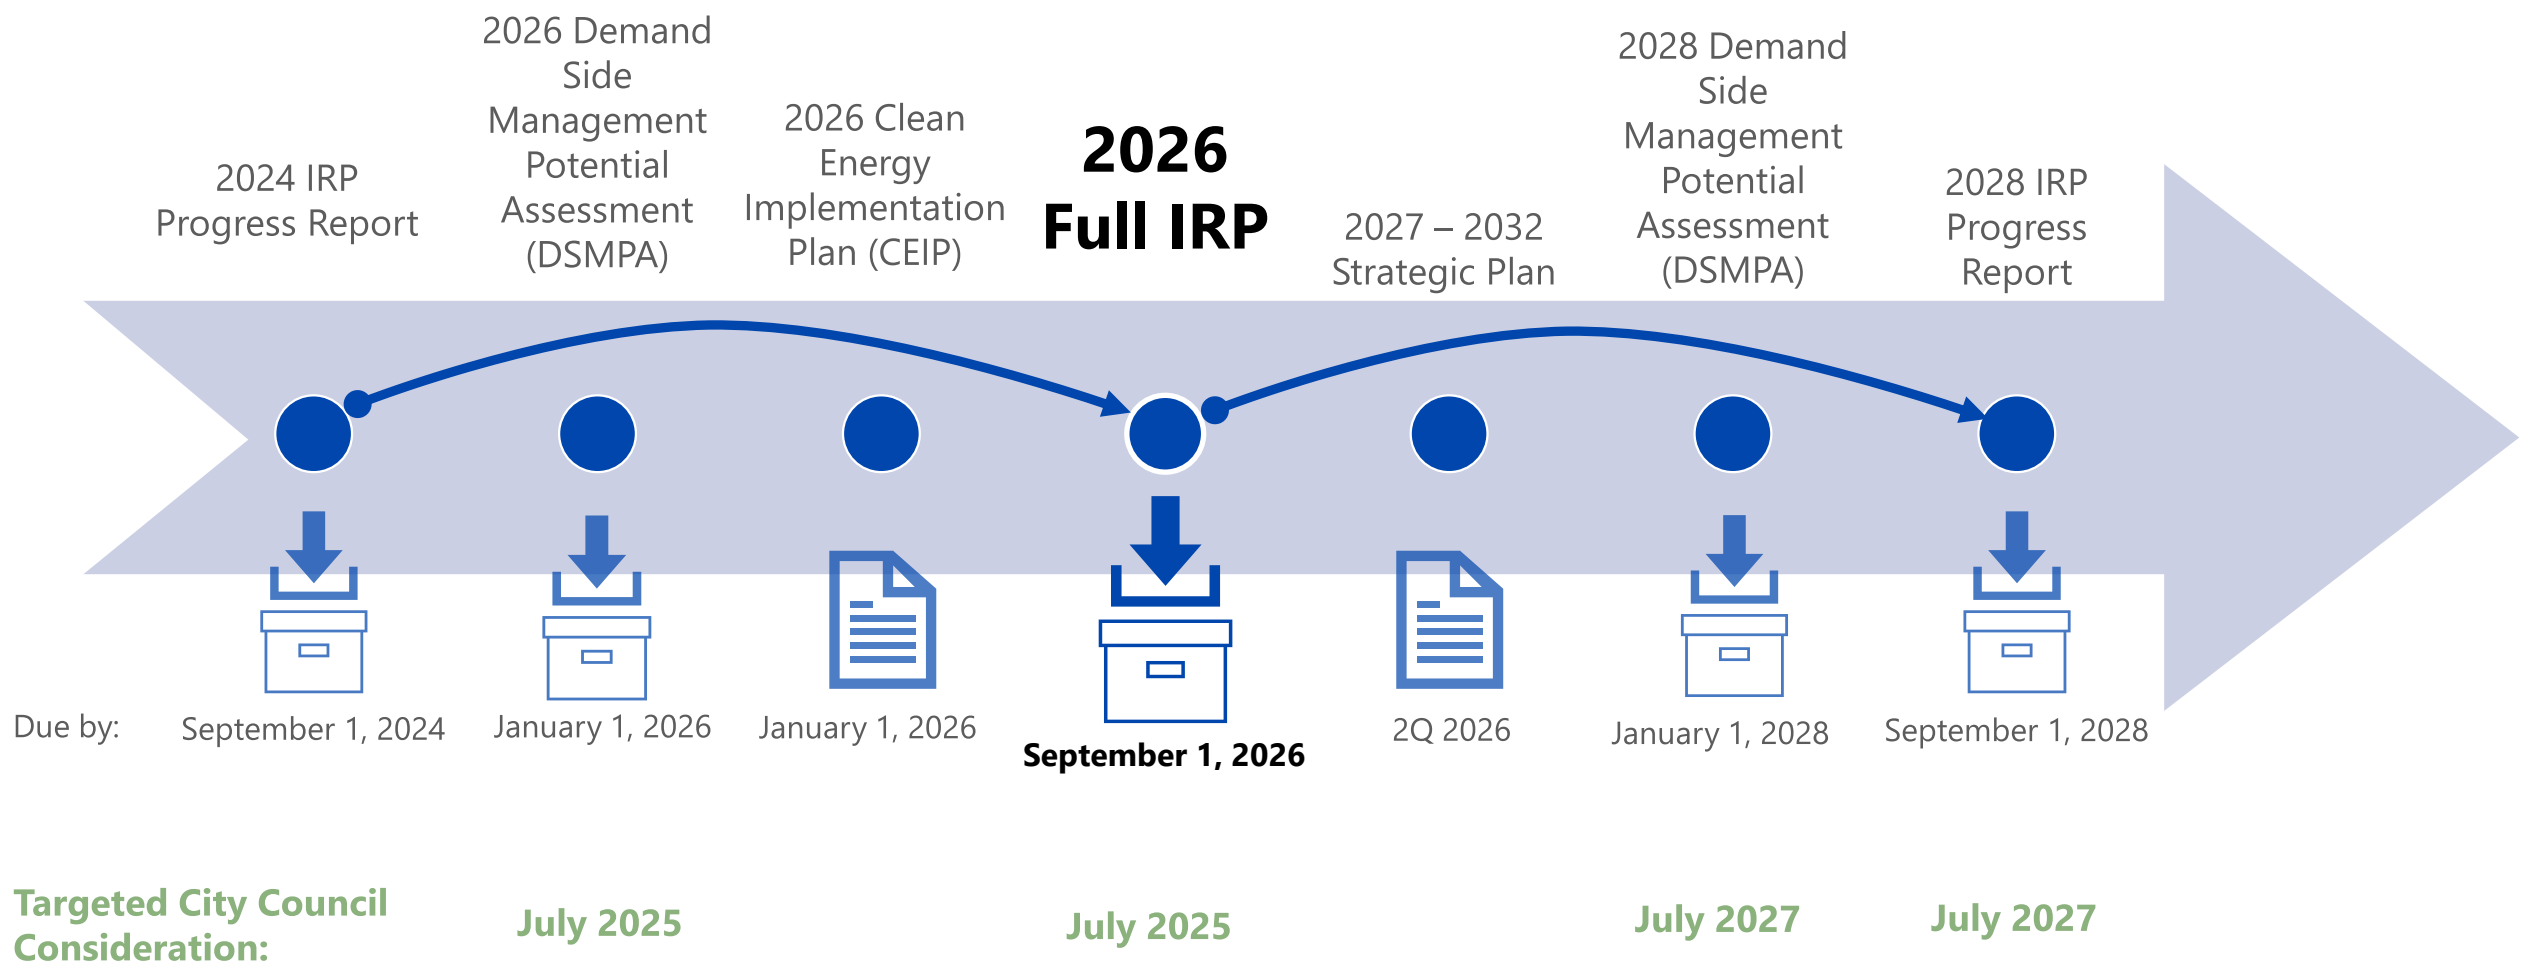 2024 IRP
Progress Report
2026 Demand
Side
Management
Potential
Assessment
(DSMPA)
2026 Clean
Energy
Implementation
Plan (CEIP)
2026
Full IRP
2027 – 2032
Strategic Plan
2028 Demand
Side
Management
Potential
Assessment
(DSMPA)
2028 IRP
Progress
Report
Due by:
September 1, 2024
January 1, 2026
January 1, 2026
September 1, 2026
2Q 2026
January 1, 2028
September 1, 2028
Targeted City Council
Consideration:
July 2025
July 2025
July 2027
July 2027